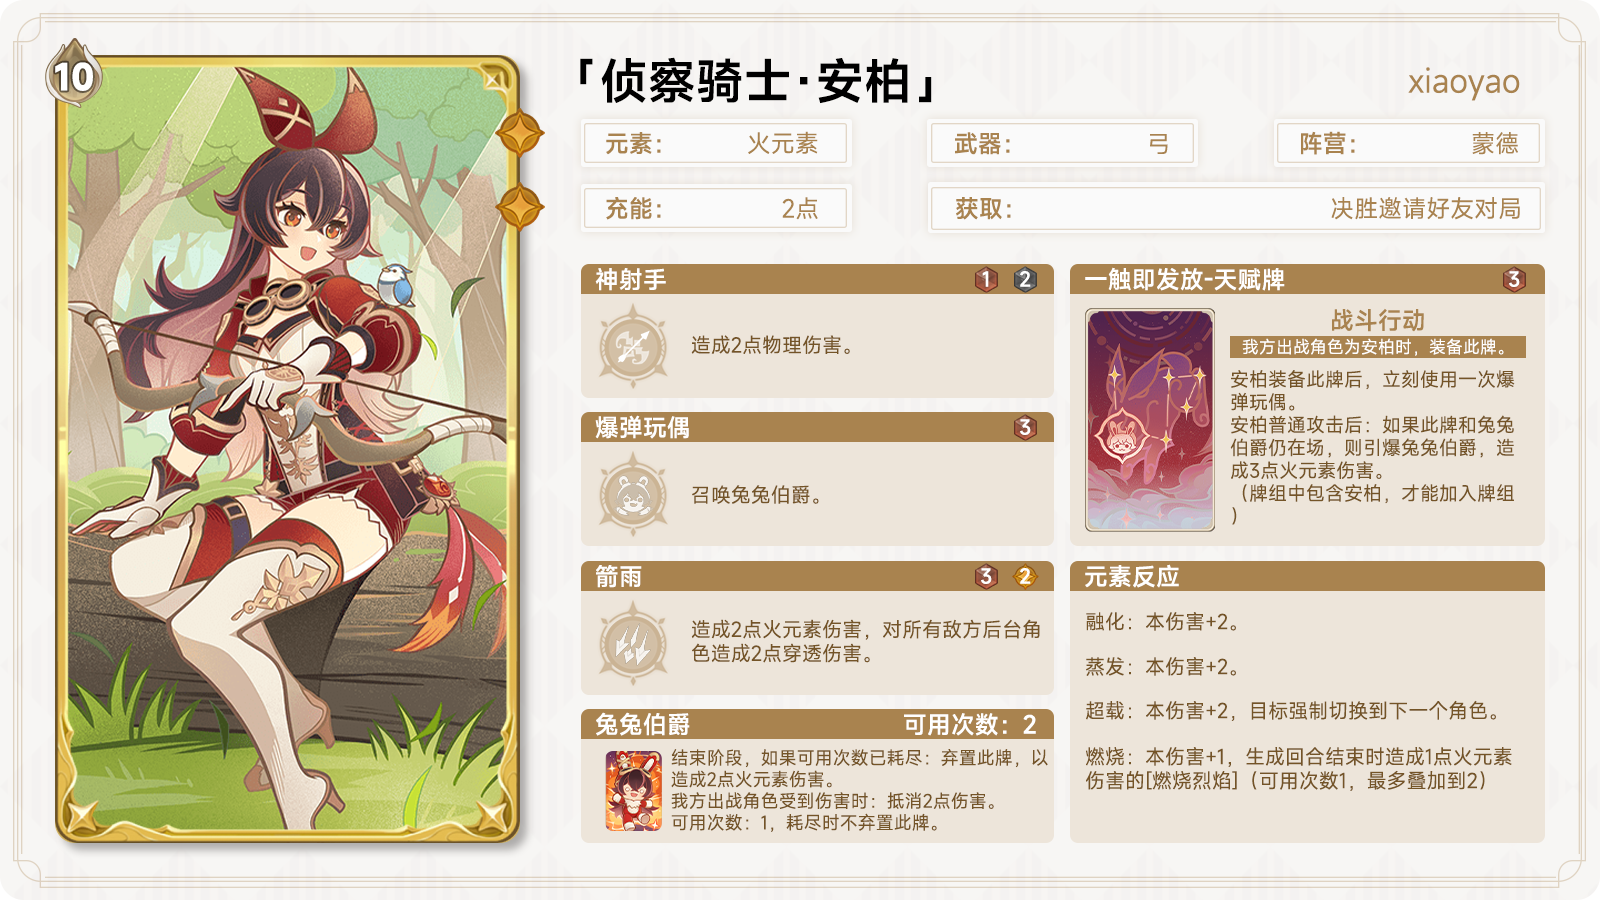 10
「侦察骑士·安柏」
xiaoyao
元素： 火元素
武器： 弓
阵营： 蒙德
充能： 2点
获取： 决胜邀请好友对局
神射手 1 2
造成2点物理伤害。
爆弹玩偶 3
召唤兔兔伯爵。
箭雨 3 2
造成2点火元素伤害，对所有敌方后台角
色造成2点穿透伤害。
兔兔伯爵 可用次数：2
结束阶段，如果可用次数已耗尽：弃置此牌，以
造成2点火元素伤害。
我方出战角色受到伤害时：抵消2点伤害。
可用次数：1，耗尽时不弃置此牌。
一触即发放-天赋牌 3
战斗行动
我方出战角色为安柏时，装备此牌。
安柏装备此牌后，立刻使用一次爆
弹玩偶。
安柏普通攻击后：如果此牌和兔兔
伯爵仍在场，则引爆兔兔伯爵，造
成3点火元素伤害。
（牌组中包含安柏，才能加入牌组
）
元素反应
融化：本伤害+2。
蒸发：本伤害+2。
超载：本伤害+2，目标强制切换到下一个角色。
燃烧：本伤害+1，生成回合结束时造成1点火元素
伤害的[燃烧烈焰]（可用次数1，最多叠加到2）